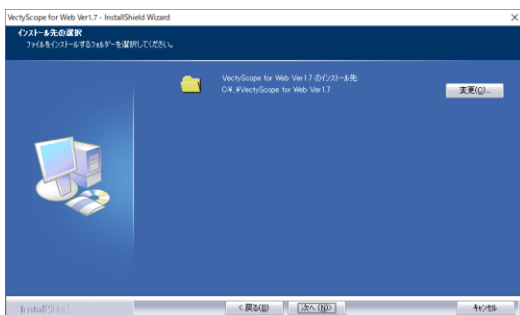 VectyScope for Web Ver1.7 - InstallShield Wizard
インストール先の選択
ファイルをインストールするフォルダーを選択してください。
VectyScope for Web Ver1.7 のインストール先:
C:¥...¥VectyScope for Web Ver1.7
変更(C)...
InstallShield
< 戻る(B)
次へ(N)>
キャンセル